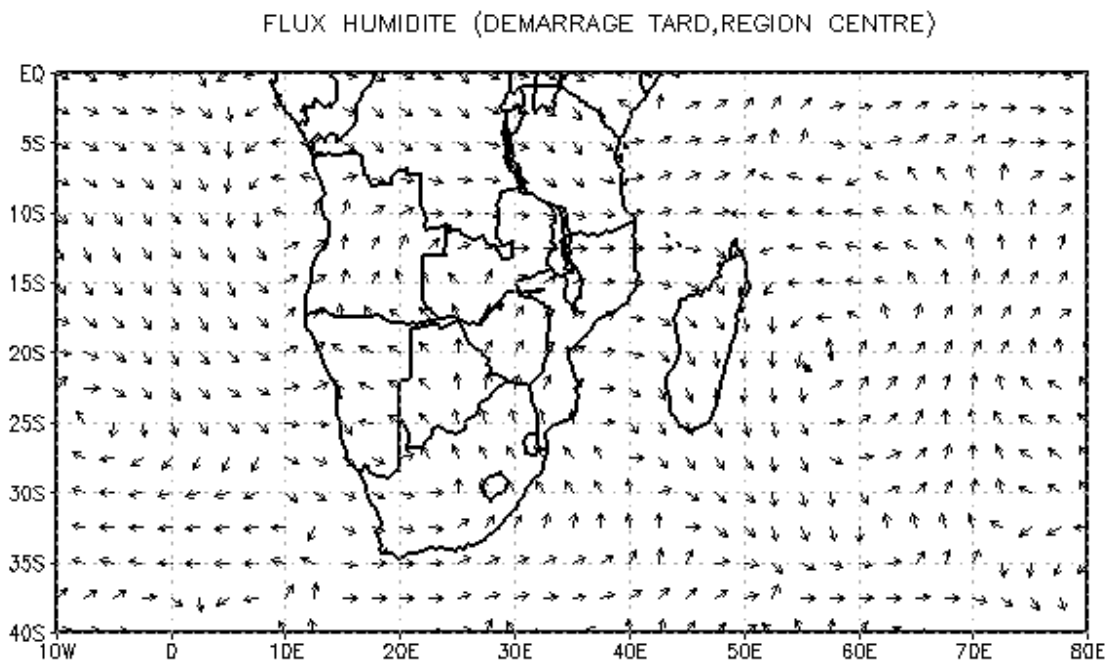 FLUX HUMIDITE (DEMARRAGE TARD,REGION CENTRE)
EQ
5S
10S
15S
20S
25S
30S
35S
40S
10W 0 10E 20E 30E 40E 50E 60E 70E 80E